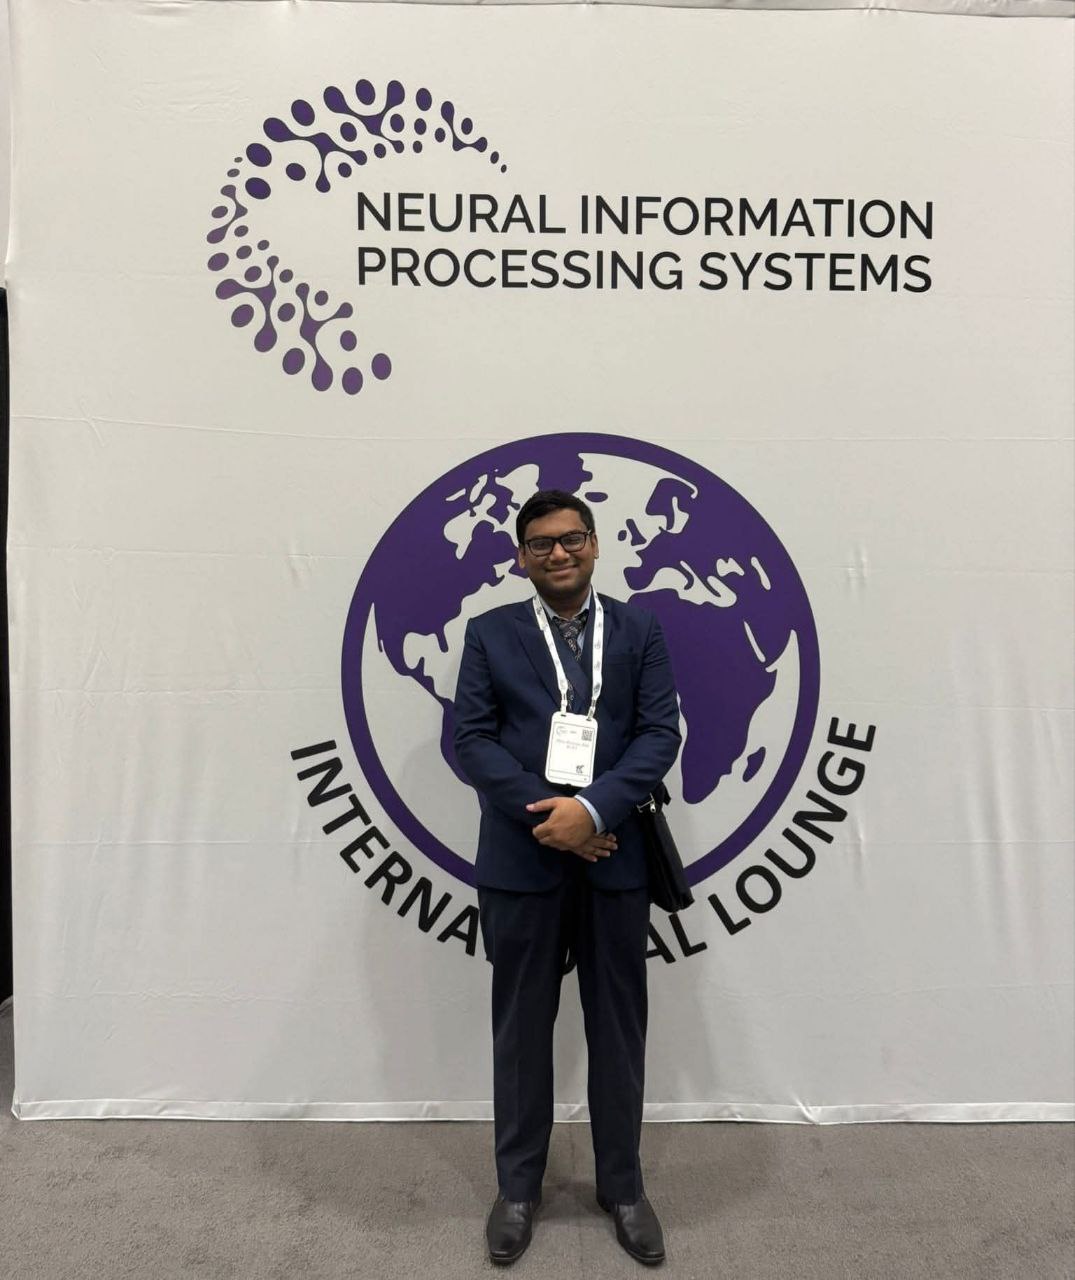 NEURAL INFORMATION
PROCESSING SYSTEMS
INTERNA AL LOUNGE